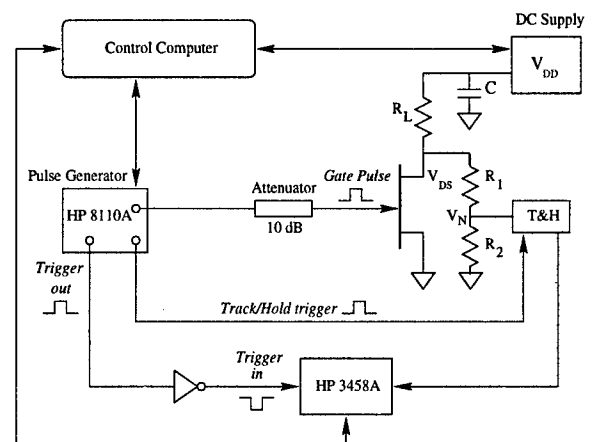 DC Supply
Control Computer
V_DD
C
R_L
Pulse Generator
Gate Pulse
Attenuator
V_DS
R_1
HP 8110A
10 dB
V_N
T&H
R_2
Trigger
out
Track/Hold trigger
Trigger
in
HP 3458A